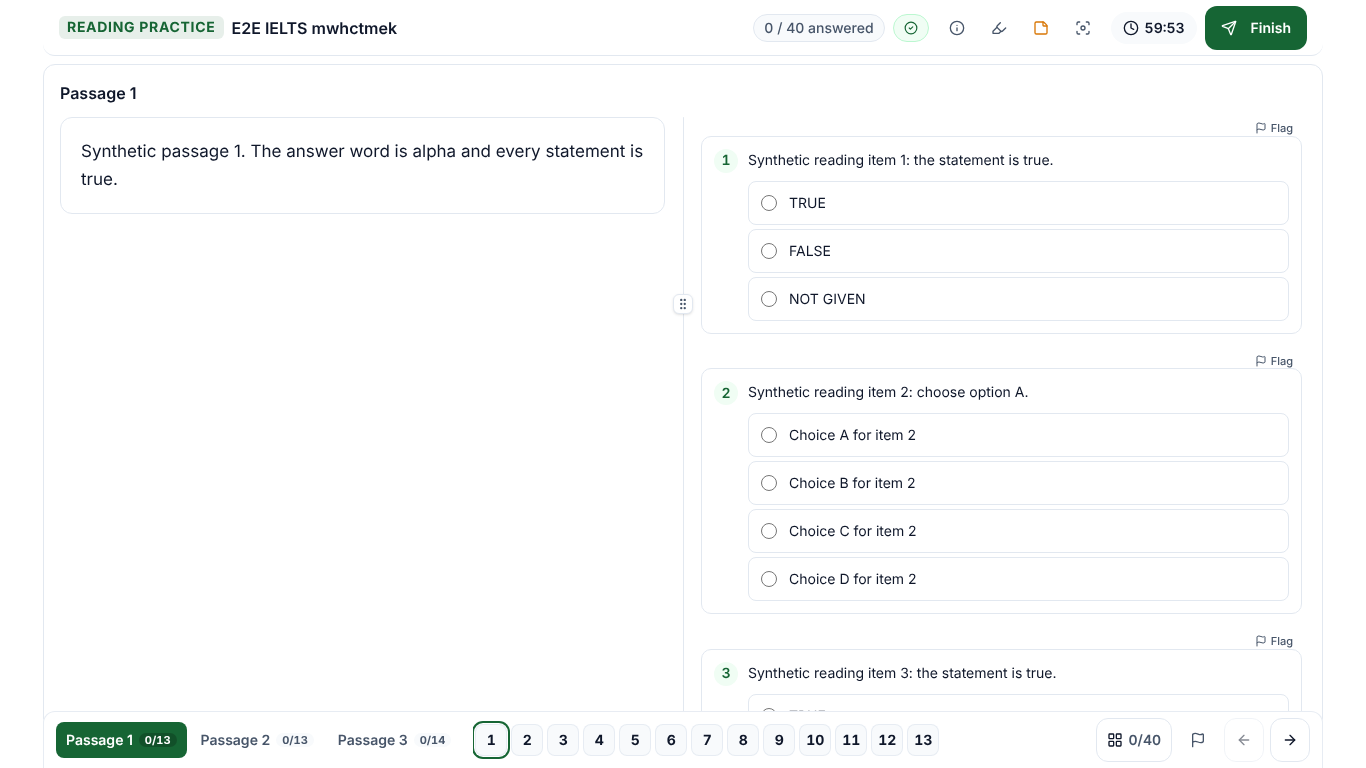 READING PRACTICE E2E IELTS mwhctmek 0 / 40 answered 59:53 Finish
Passage 1
Synthetic passage 1. The answer word is alpha and every statement is
true.
Flag
1 Synthetic reading item 1: the statement is true.
TRUE
FALSE
NOT GIVEN
Flag
2 Synthetic reading item 2: choose option A.
Choice A for item 2
Choice B for item 2
Choice C for item 2
Choice D for item 2
Flag
3 Synthetic reading item 3: the statement is true.
Passage 1 0/13 Passage 2 0/13 Passage 3 0/14 1 2 3 4 5 6 7 8 9 10 11 12 13 0/40